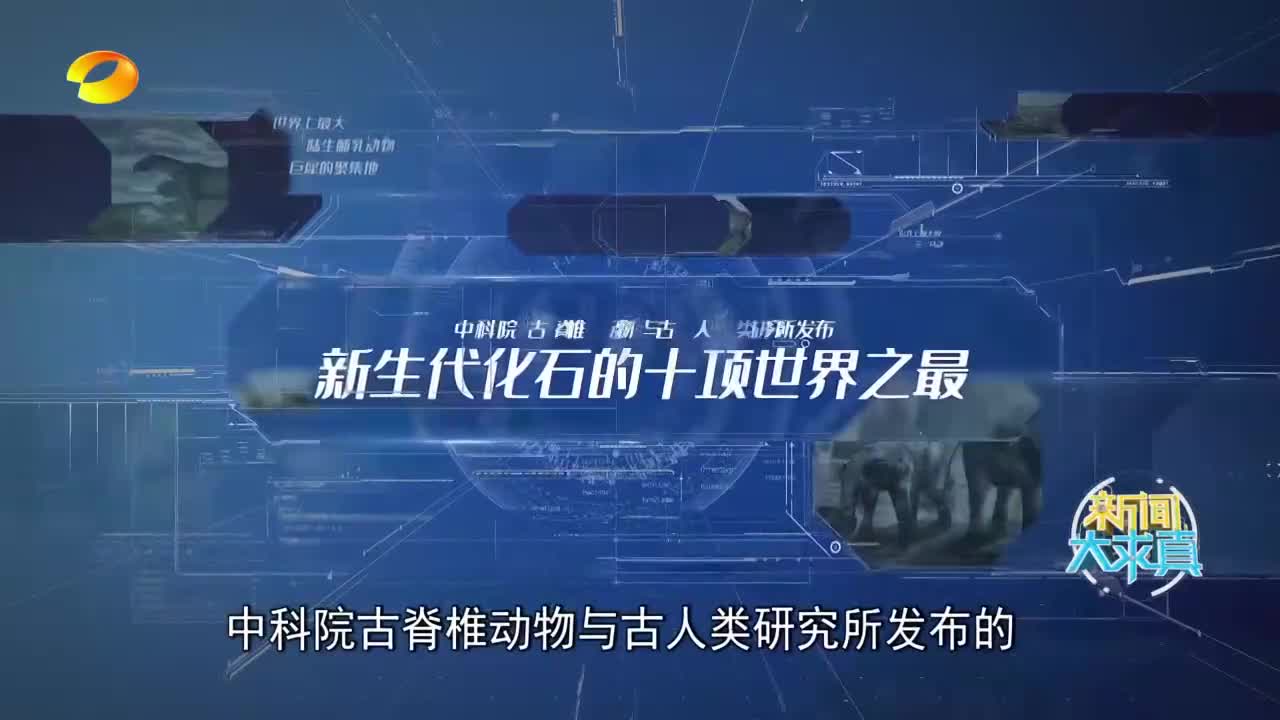 世界上最大
陆生哺乳动物
巨犀的聚集地
中科院古脊椎动物与古人类研究所发布
新生代化石的十项世界之最
新闻
大求真
中科院古脊椎动物与古人类研究所发布的